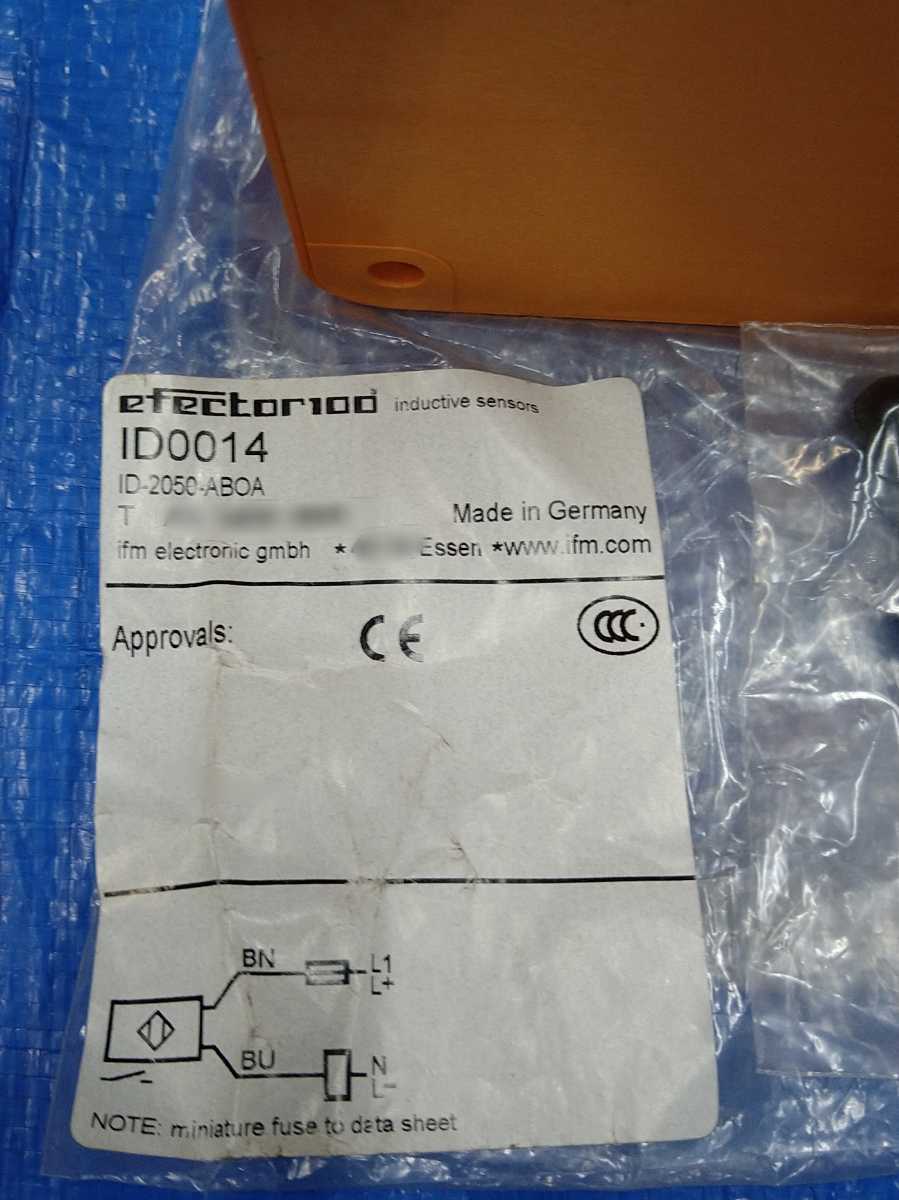 efector100 inductive sensors
ID0014
ID-2050-ABOA
T Made in Germany
ifm electronic gmbh * Essen *www.ifm.com
Approvals: CE CCC
BN L1
L+
BU N
L-
NOTE: miniature fuse to data sheet